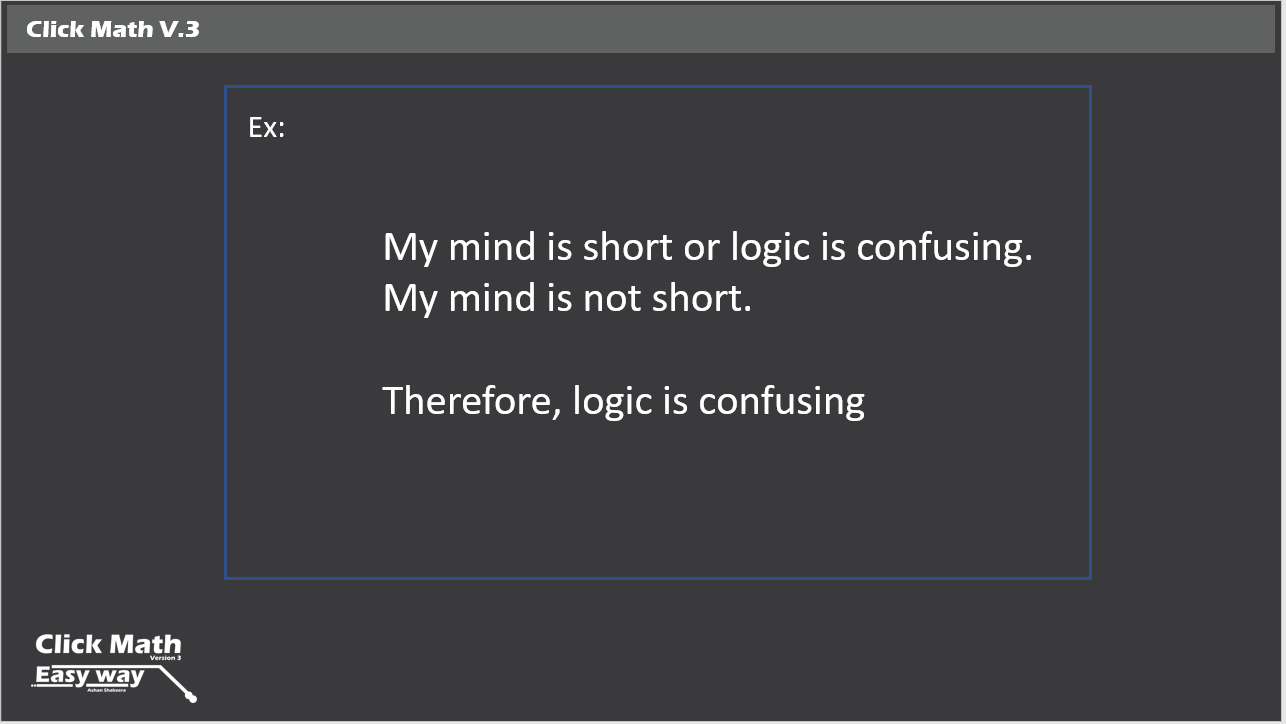 Click Math V.3
Ex:
My mind is short or logic is confusing.
My mind is not short.
Therefore, logic is confusing
Click Math
Version 3
Easy way
Azhan Shakeera